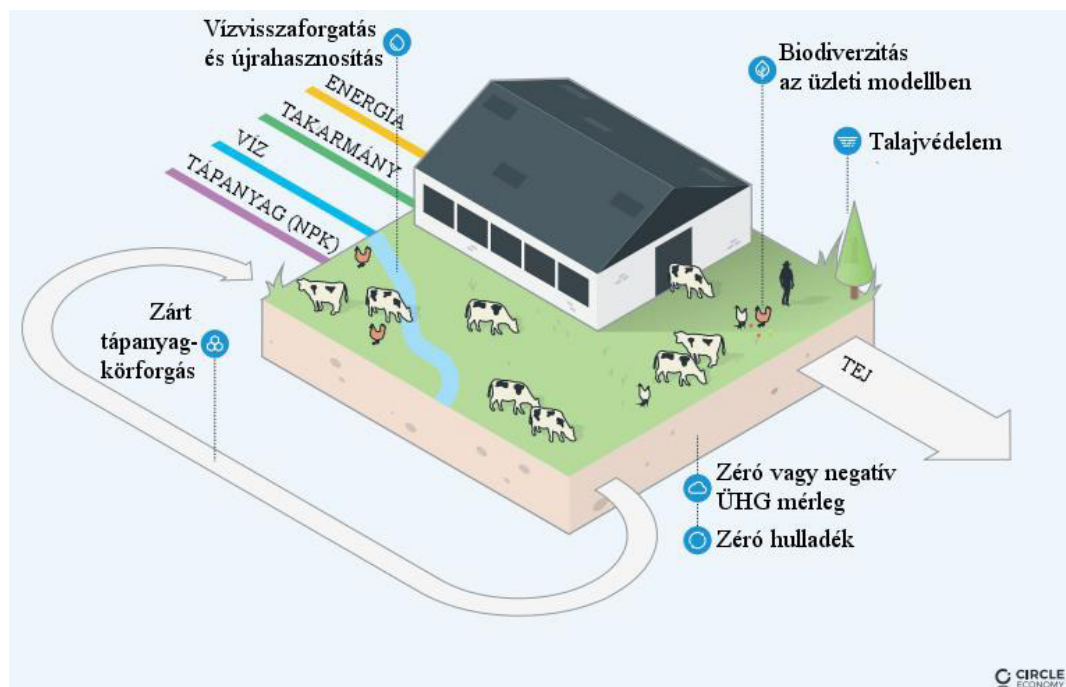 Vízvisszaforgatás
és újrahasznosítás
Biodiverzitás
az üzleti modellben
Talajvédelem
ENERGIA
TAKARMÁNY
VÍZ
TÁPANYAG (NPK)
Zárt
tápanyag-
körforgás
TEJ
Zéró vagy negatív
ÜHG mérleg
Zéró hulladék
CIRCLE
ECONOMY